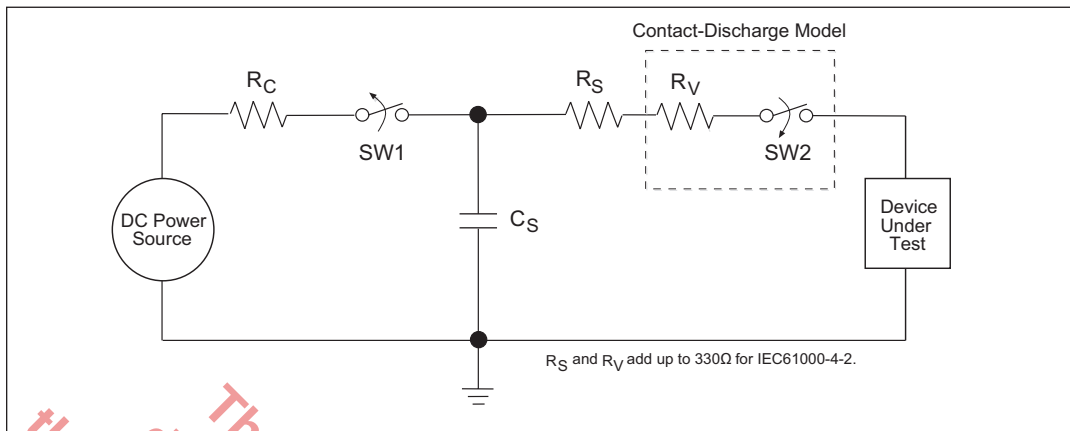 Contact-Discharge Model
RC
RS
RV
SW1
SW2
DC Power
Source
CS
Device
Under
Test
RS and RV add up to 330Ω for IEC61000-4-2.
Th